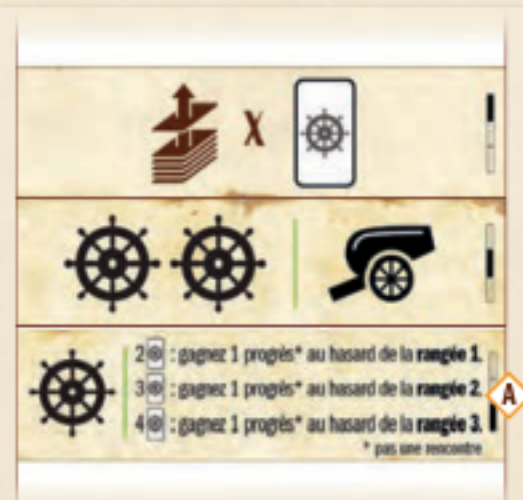 X
2 : gagnez 1 progrès* au hasard de la rangée 1.
3 : gagnez 1 progrès* au hasard de la rangée 2.
4 : gagnez 1 progrès* au hasard de la rangée 3.
A
* pas une rencontre